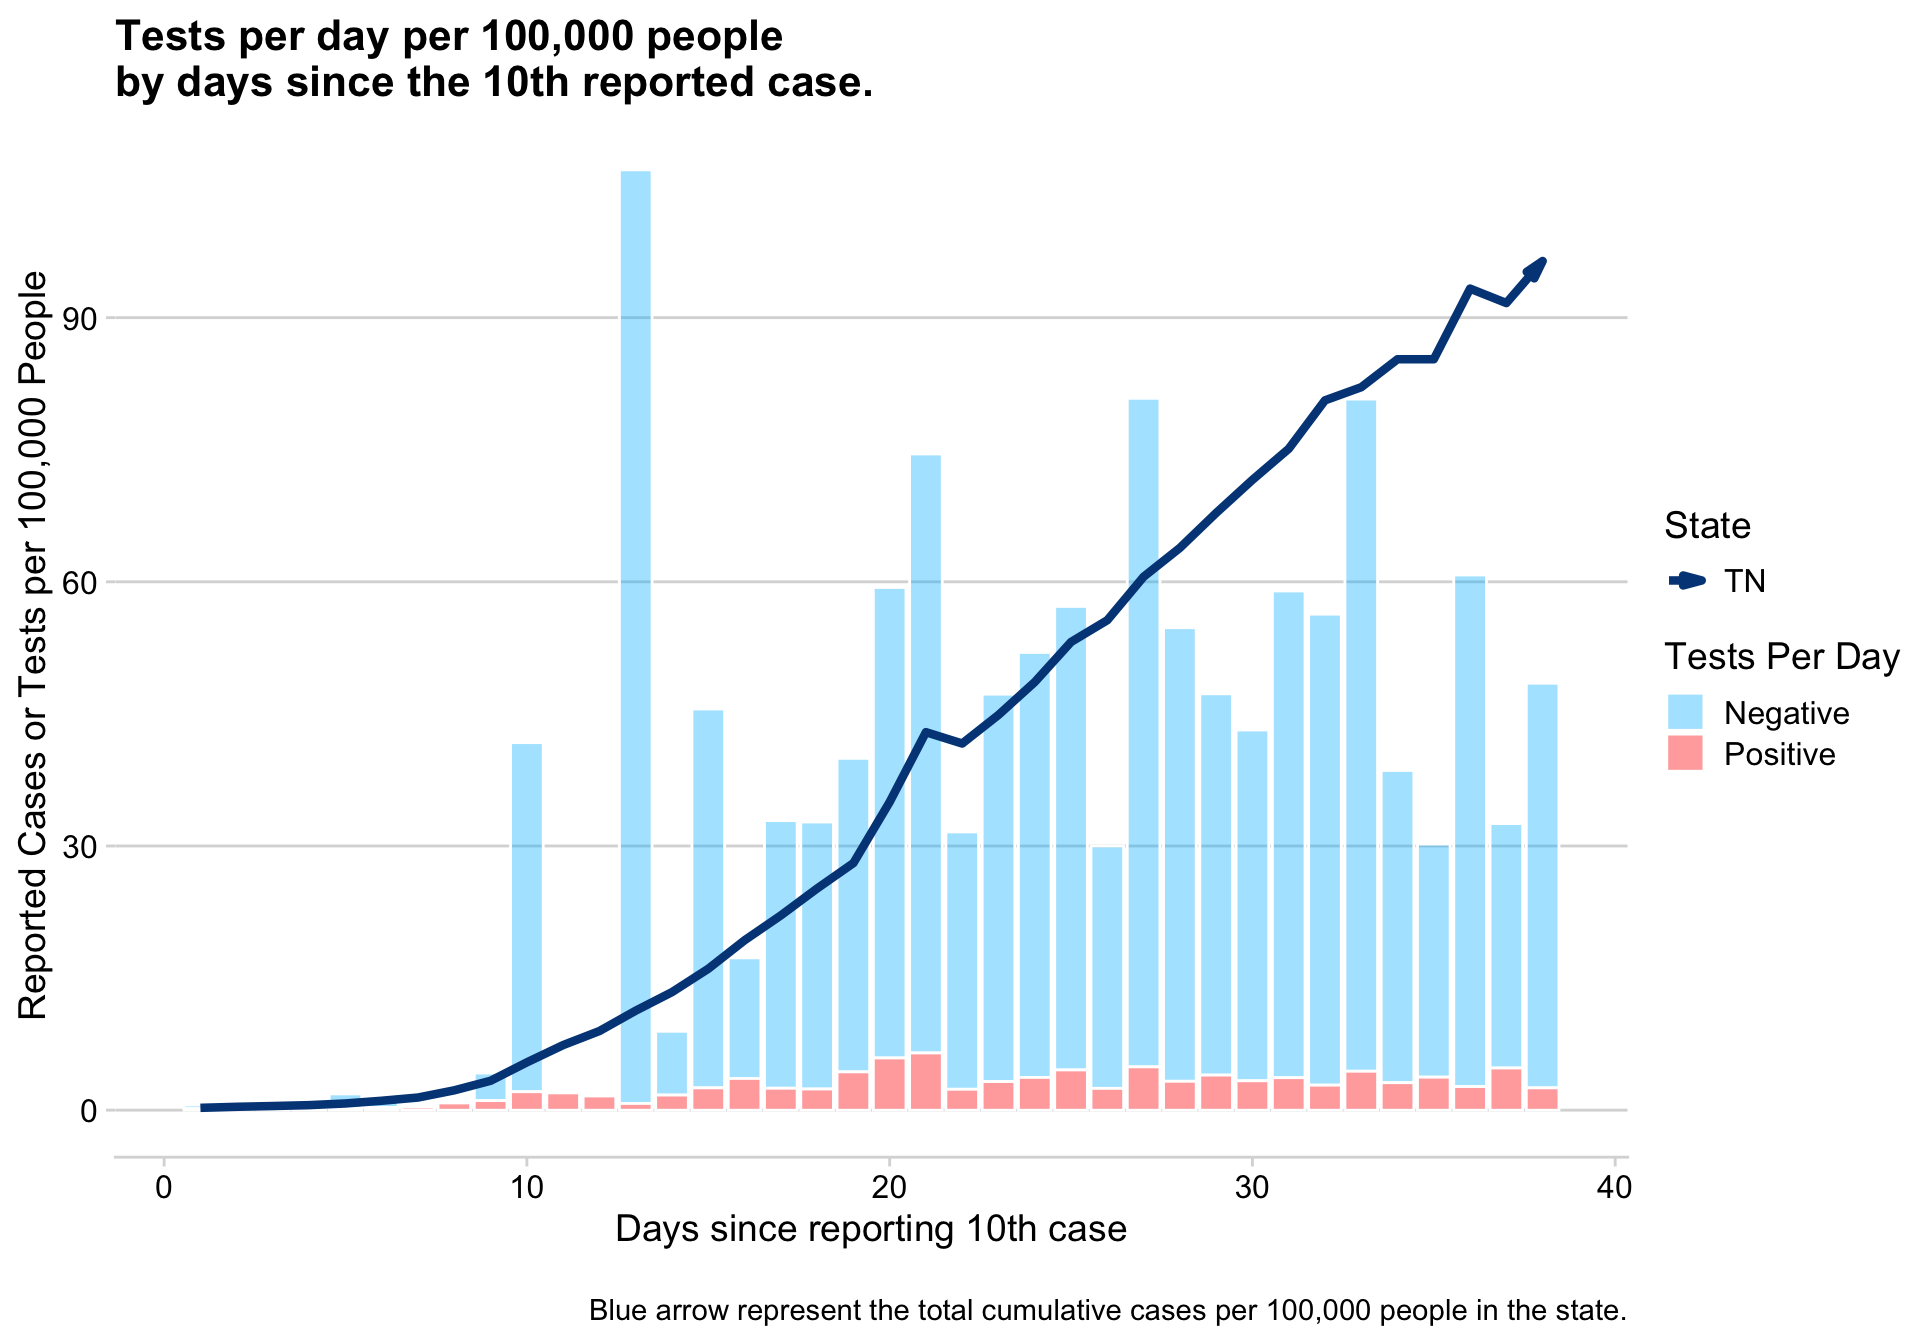 Tests per day per 100,000 people
by days since the 10th reported case.
Reported Cases or Tests per 100,000 People
90
60
30
0
0
10
20
30
40
Days since reporting 10th case
State
TN
Tests Per Day
Negative
Positive
Blue arrow represent the total cumulative cases per 100,000 people in the state.